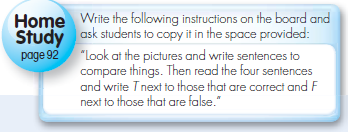 Home
Study
page 92
Write the following instructions on the board and
ask students to copy it in the space provided:
"Look at the pictures and write sentences to
compare things. Then read the four sentences
and write T next to those that are correct and F
next to those that are false."